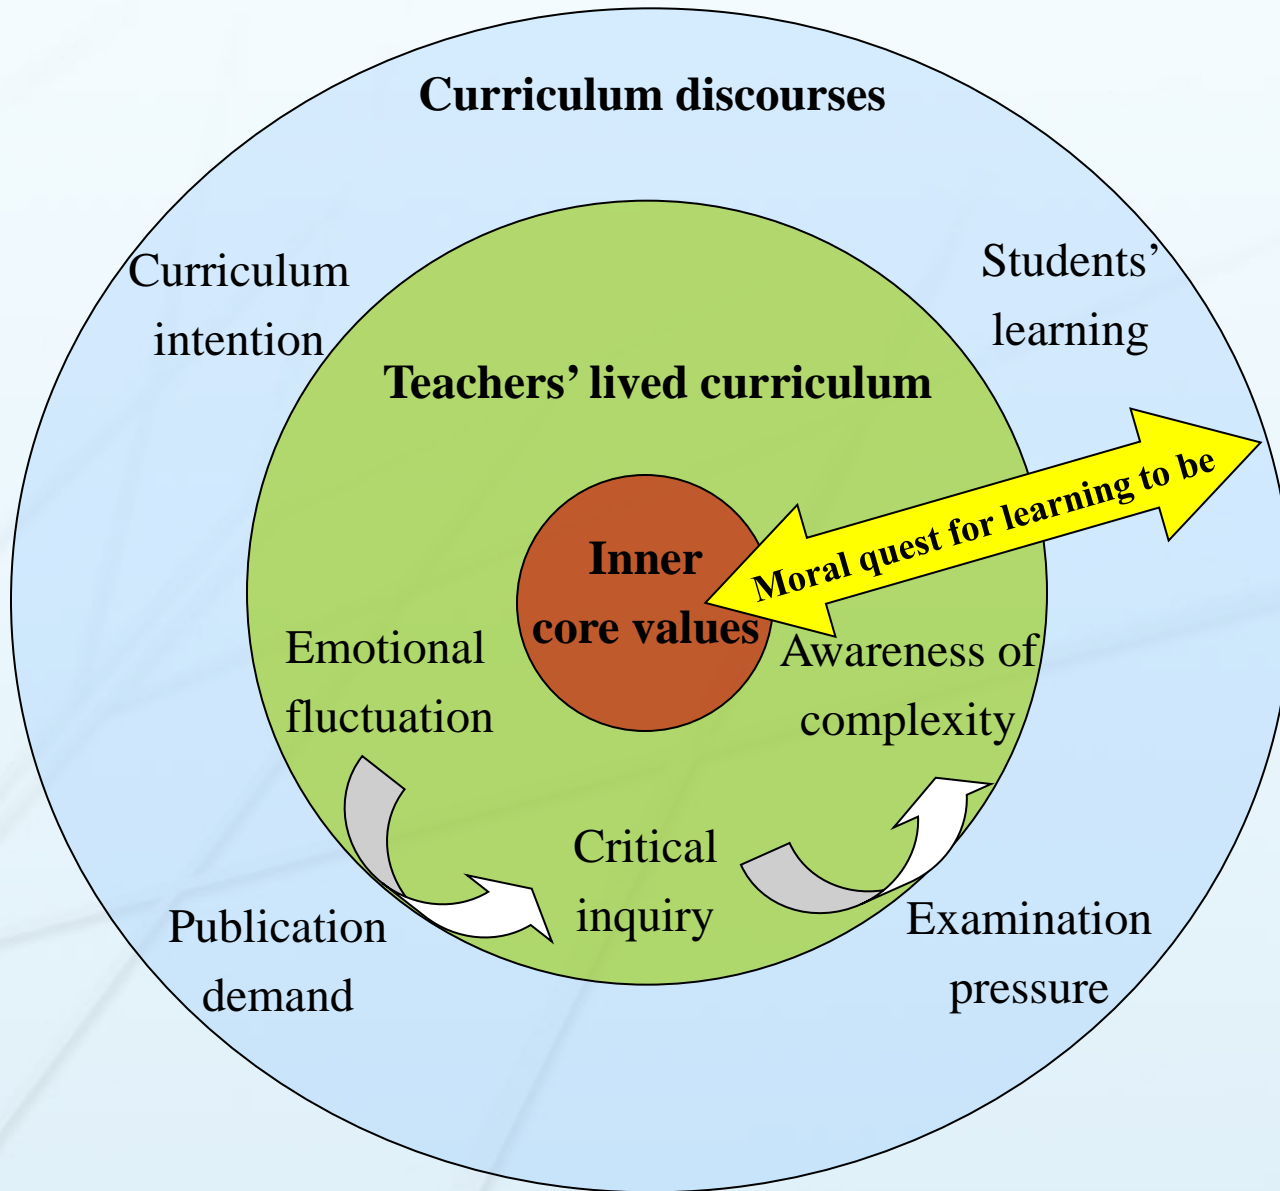 Curriculum discourses
Curriculum
intention
Students’
learning
Teachers’ lived curriculum
Moral quest for learning to be
Inner
core values
Emotional
fluctuation
Awareness of
complexity
Critical
inquiry
Publication
demand
Examination
pressure